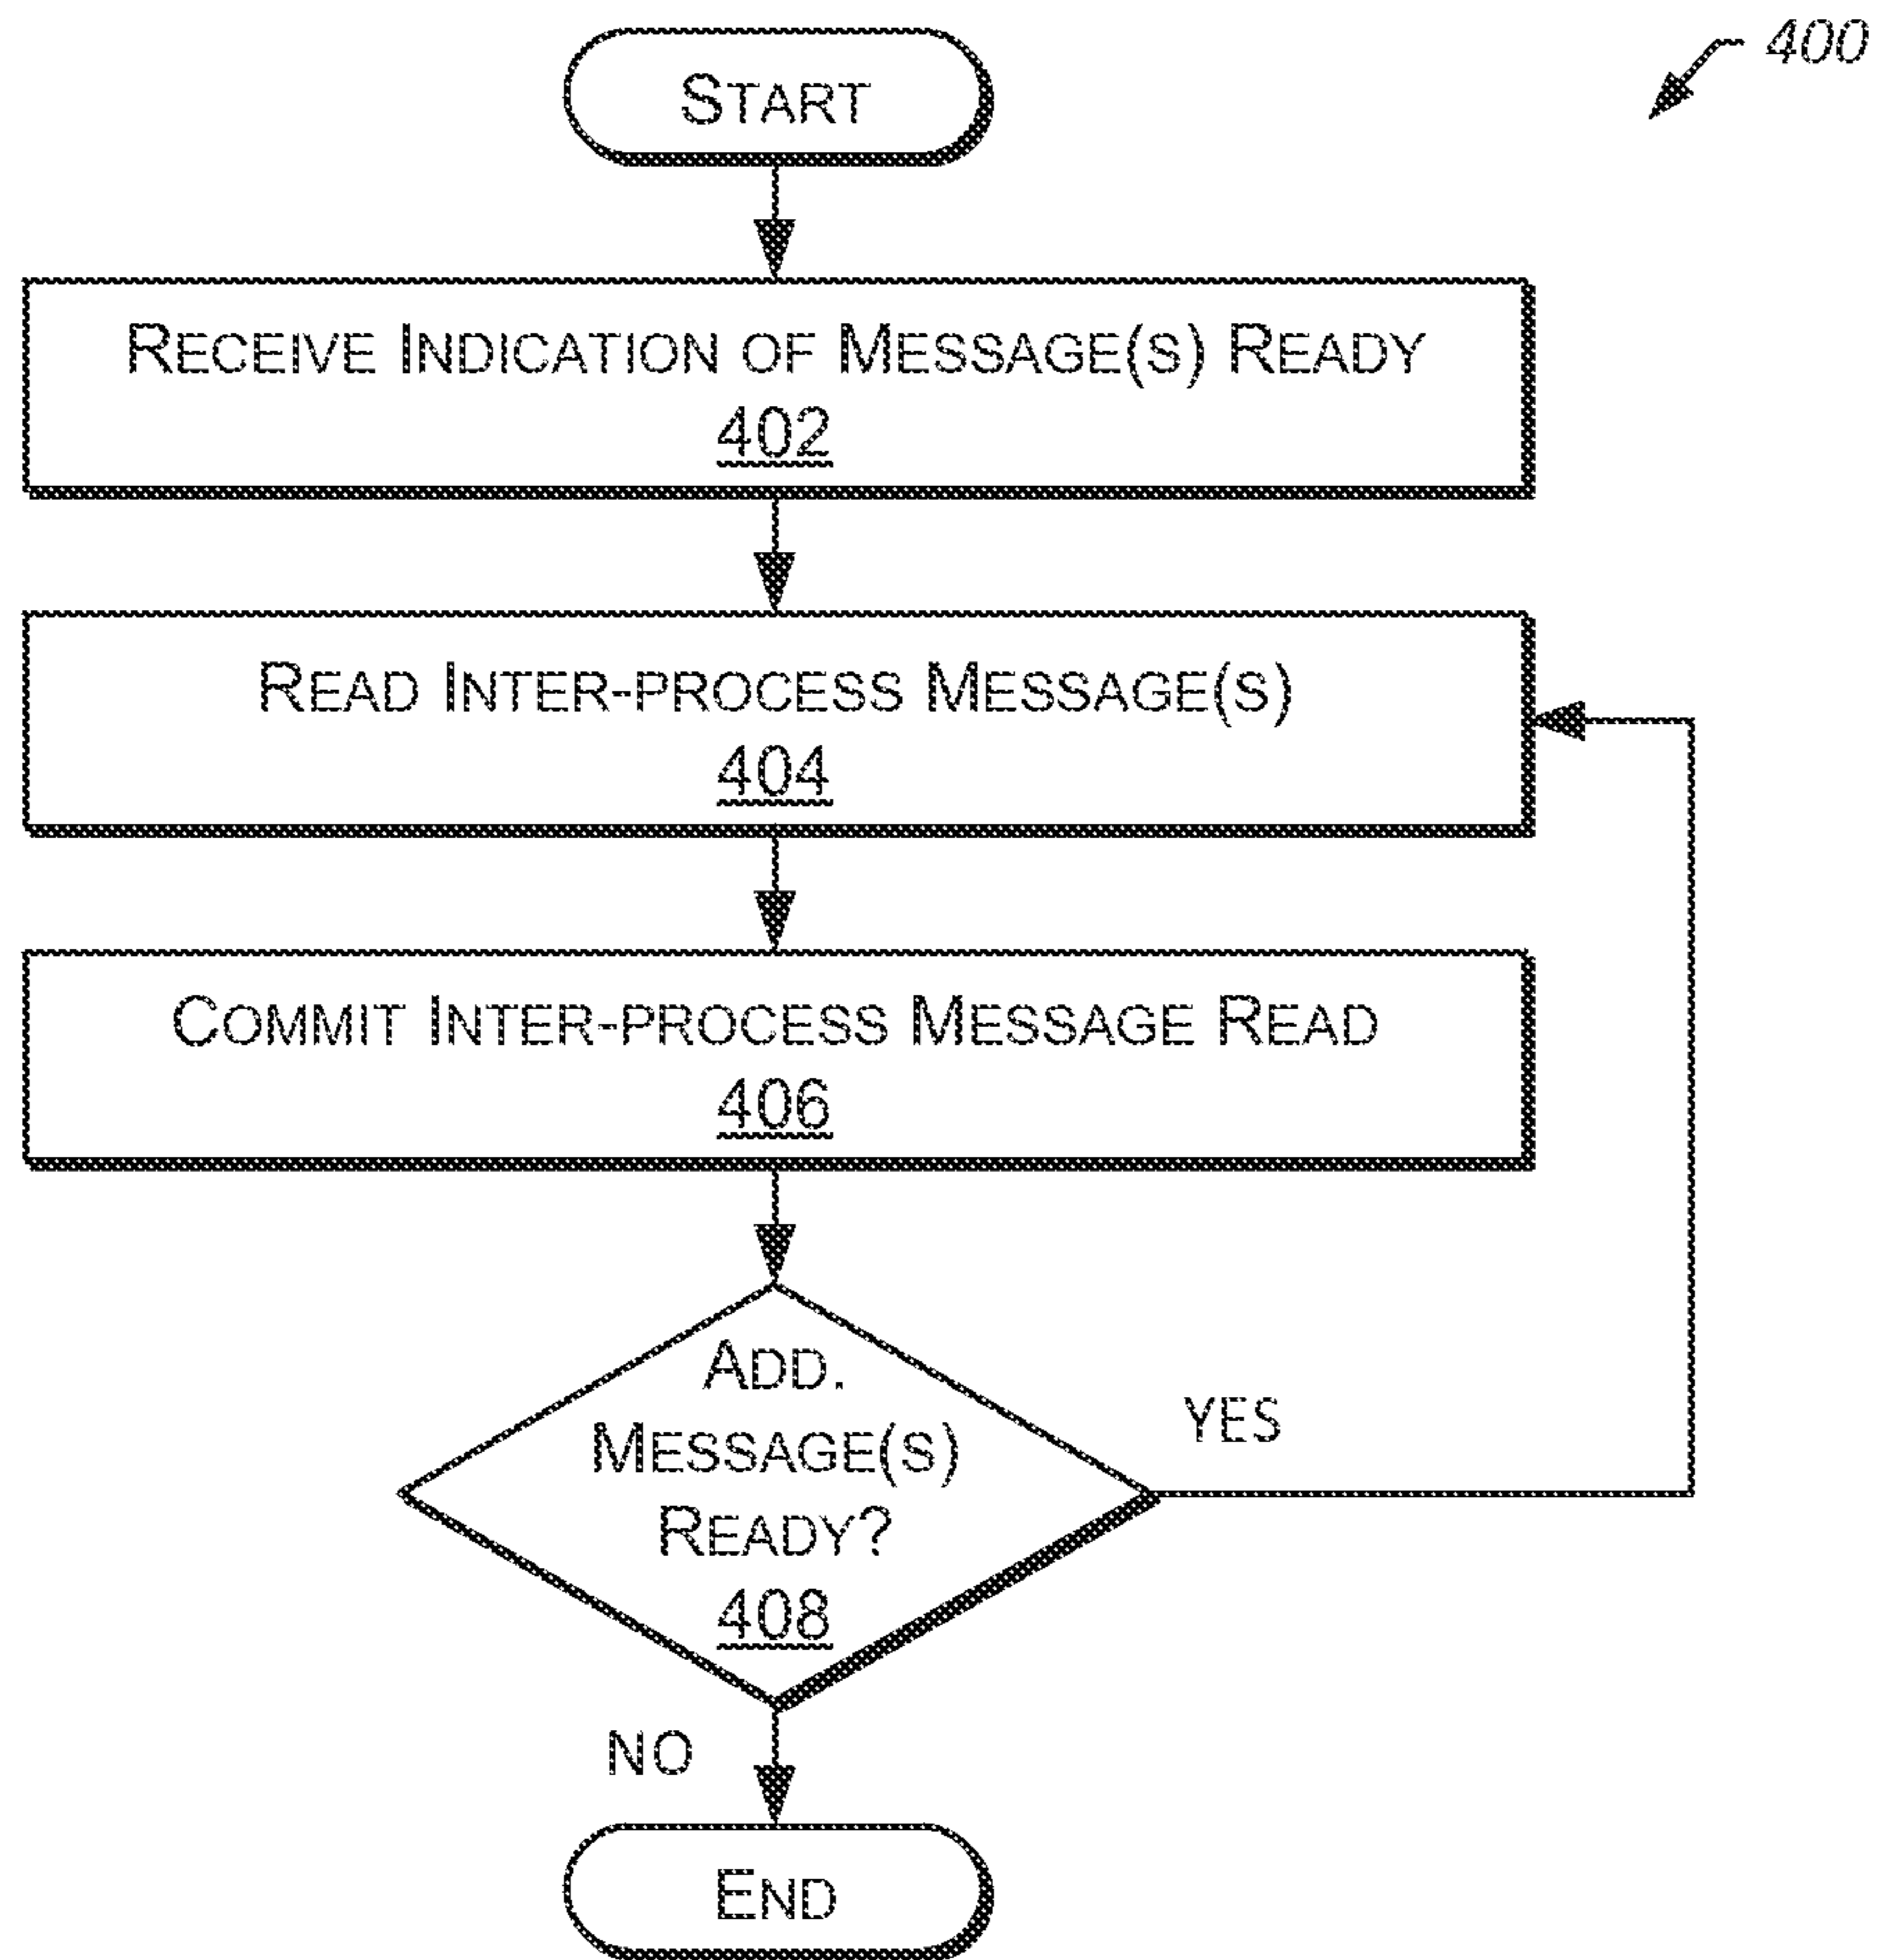 400
START
RECEIVE INDICATION OF MESSAGE(S) READY
402
READ INTER-PROCESS MESSAGE(S)
404
COMMIT INTER-PROCESS MESSAGE READ
406
ADD.
MESSAGE(S)
READY?
408
YES
NO
END